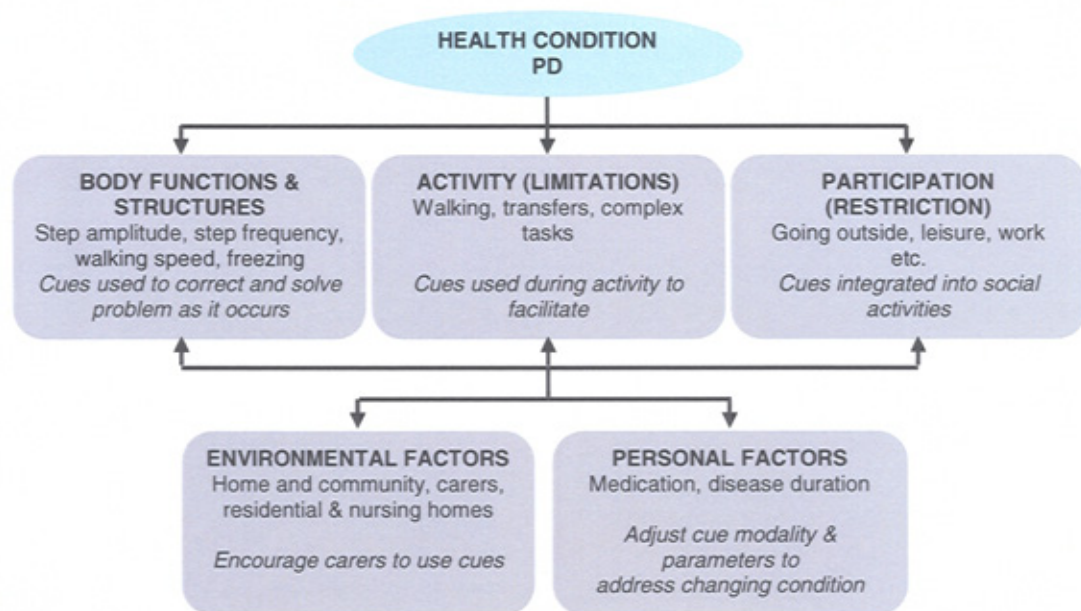 HEALTH CONDITION
PD
BODY FUNCTIONS &
STRUCTURES
Step amplitude, step frequency,
walking speed, freezing
Cues used to correct and solve
problem as it occurs
ACTIVITY (LIMITATIONS)
Walking, transfers, complex
tasks
Cues used during activity to
facilitate
PARTICIPATION
(RESTRICTION)
Going outside, leisure, work
etc.
Cues integrated into social
activities
ENVIRONMENTAL FACTORS
Home and community, carers,
residential & nursing homes
Encourage carers to use cues
PERSONAL FACTORS
Medication, disease duration
Adjust cue modality &
parameters to
address changing condition